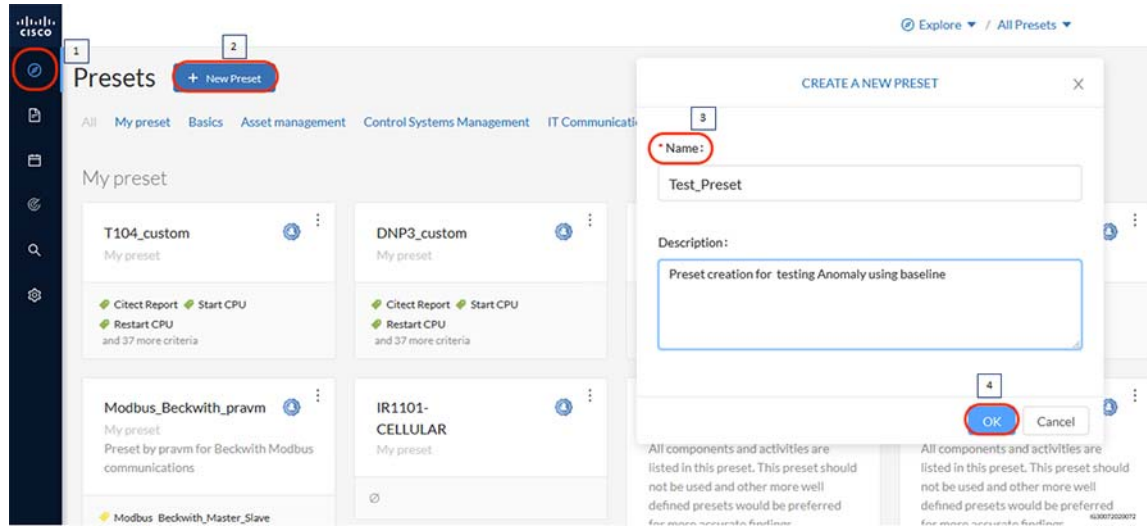 cisco
Explore / All Presets
1
2
Presets
+ New Preset
All My preset Basics Asset management Control Systems Management IT Communicati
My preset
T104_custom
My preset
Citect Report Start CPU
Restart CPU
and 37 more criteria
DNP3_custom
My preset
Citect Report Start CPU
Restart CPU
and 37 more criteria
Modbus_Beckwith_pravm
My preset
Preset by pravm for Beckwith Modbus
communications
Modbus_Beckwith_Master_Slave
IR1101-
CELLULAR
My preset
CREATE A NEW PRESET
3
* Name:
Test_Preset
Description:
Preset creation for testing Anomaly using baseline
4
OK Cancel
All components and activities are
listed in this preset. This preset should
not be used and other more well
defined presets would be preferred
for more accurate findings
All components and activities are
listed in this preset. This preset should
not be used and other more well
defined presets would be preferred
for more accurate findings